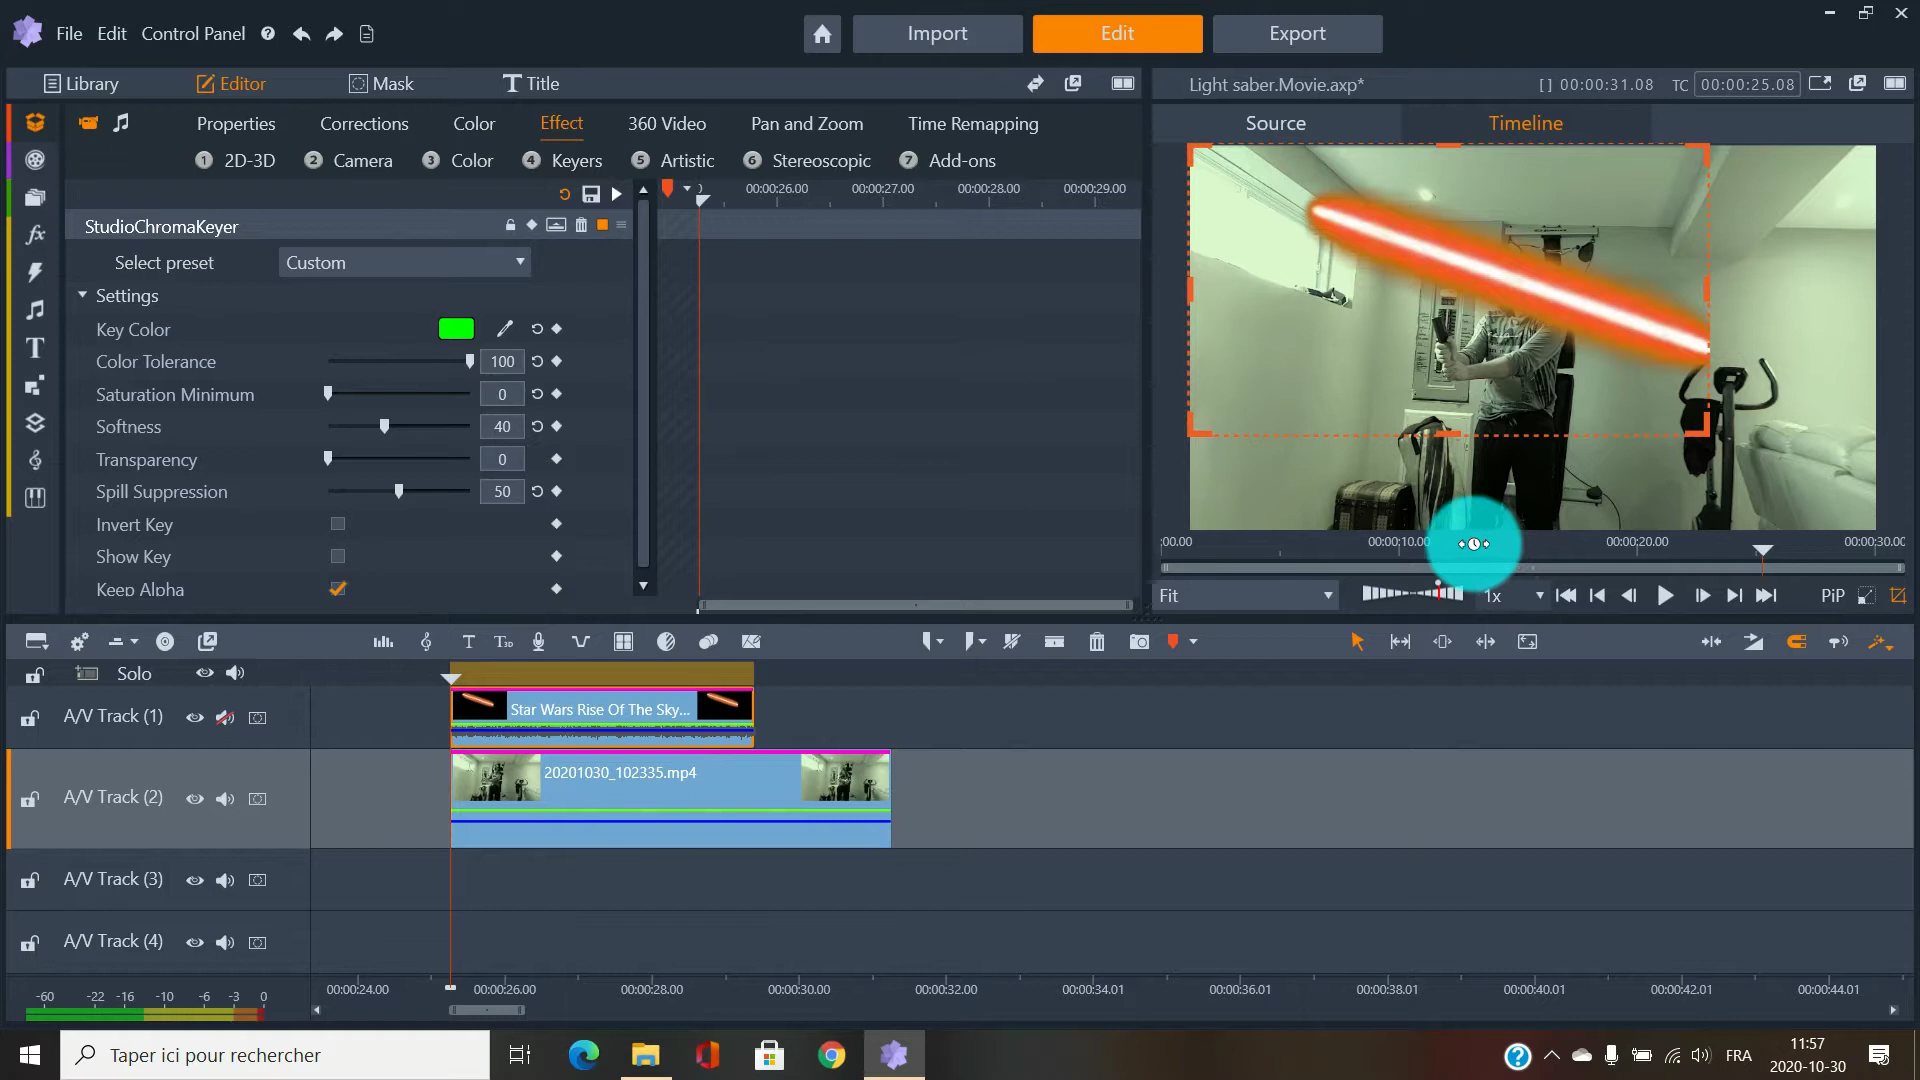 File Edit Control Panel
Import Edit Export
Library Editor Mask Title
Light saber.Movie.axp* [ ] 00:00:31.08 TC 00:00:25.08
Properties Corrections Color Effect 360 Video Pan and Zoom Time Remapping
Source Timeline
1 2D-3D 2 Camera 3 Color 4 Keyers 5 Artistic 6 Stereoscopic 7 Add-ons
00:00:26.00 00:00:27.00 00:00:28.00 00:00:29.00
StudioChromaKeyer
Select preset Custom
Settings
Key Color
Color Tolerance 100
Saturation Minimum 0
Softness 40
Transparency 0
Spill Suppression 50
Invert Key
Show Key
Keep Alpha
;00.00 00:00:10.00 00:00:20.00 00:00:30.00
Fit 1x PiP
Solo
A/V Track (1)
Star Wars Rise Of The Sky...
A/V Track (2)
20201030_102335.mp4
A/V Track (3)
A/V Track (4)
-60 -22 -16 -10 -6 -3 0
00:00:24.00 00:00:26.00 00:00:28.00 00:00:30.00 00:00:32.00 00:00:34.01 00:00:36.01 00:00:38.01 00:00:40.01 00:00:42.01 00:00:44.01
Taper ici pour rechercher
FRA
11:57
2020-10-30